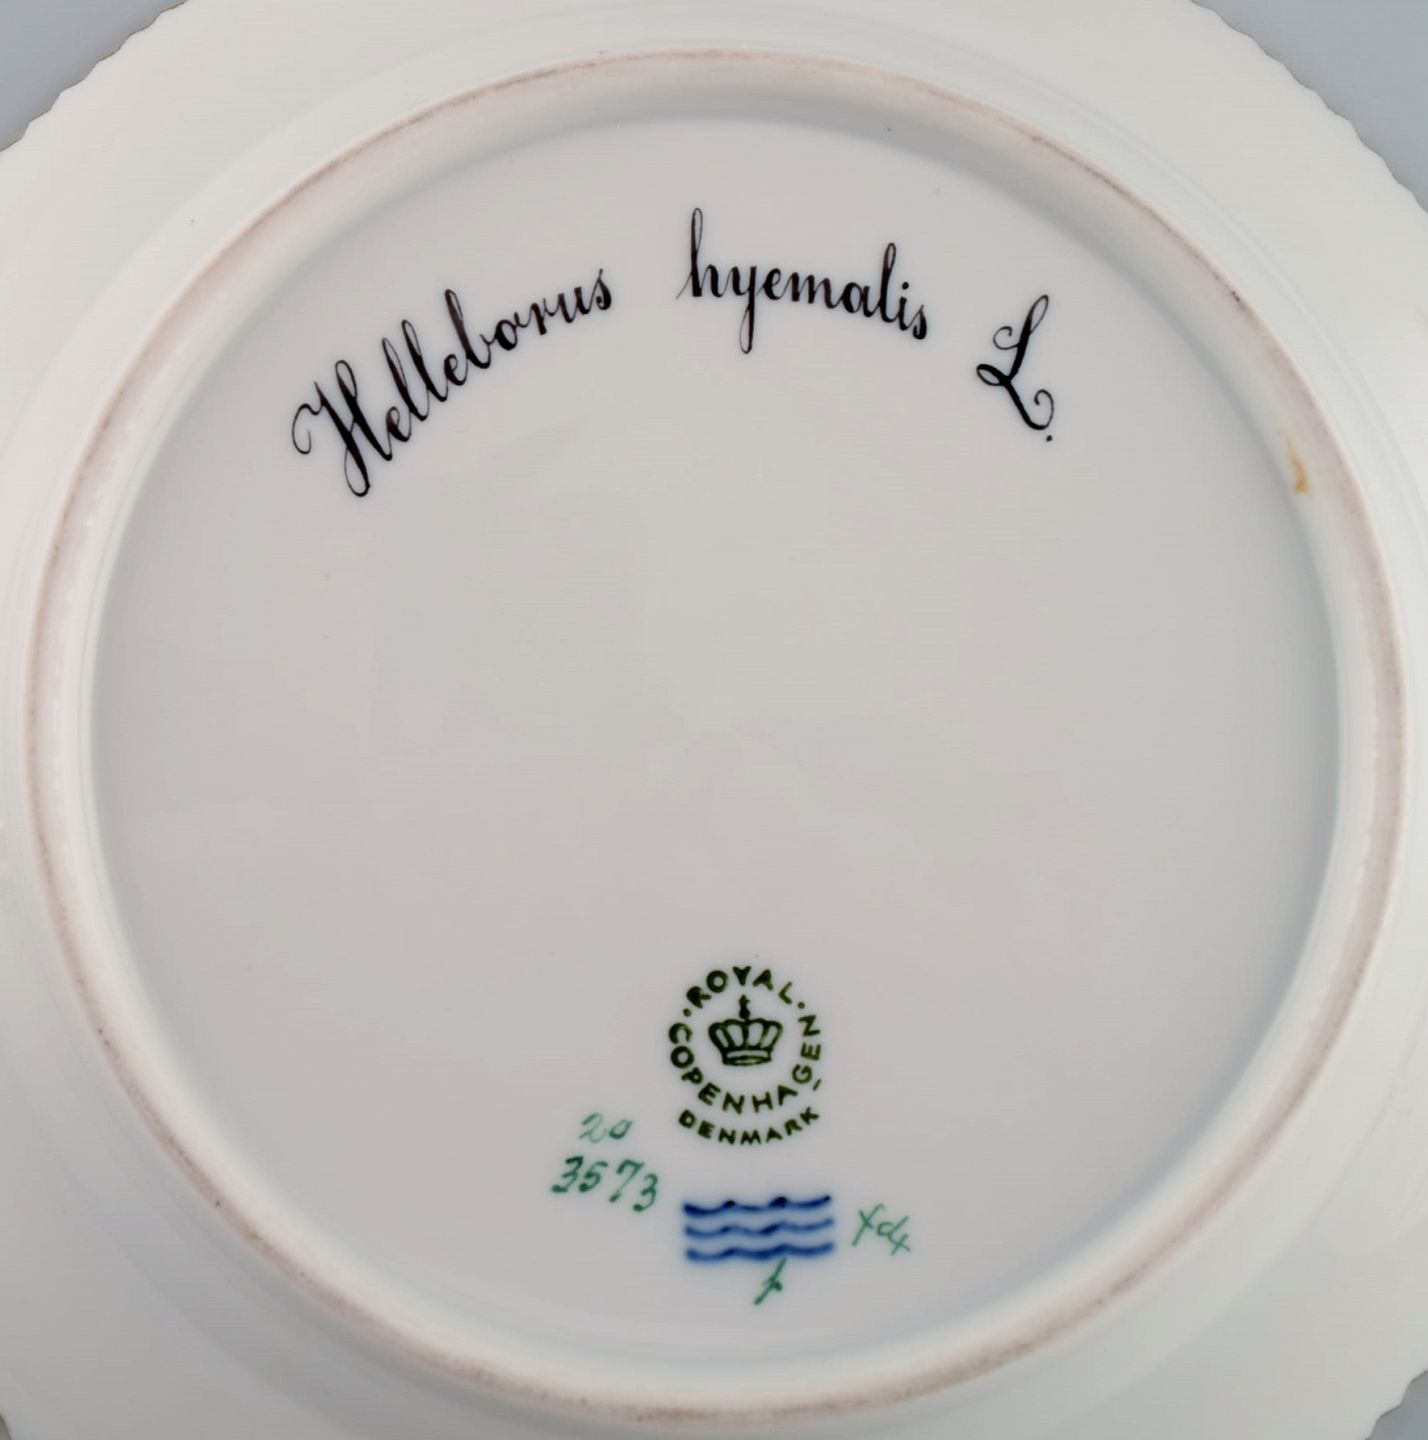 Helleborus hyemalis L.
ROYAL · COPENHAGEN ·
DENMARK
20
3573